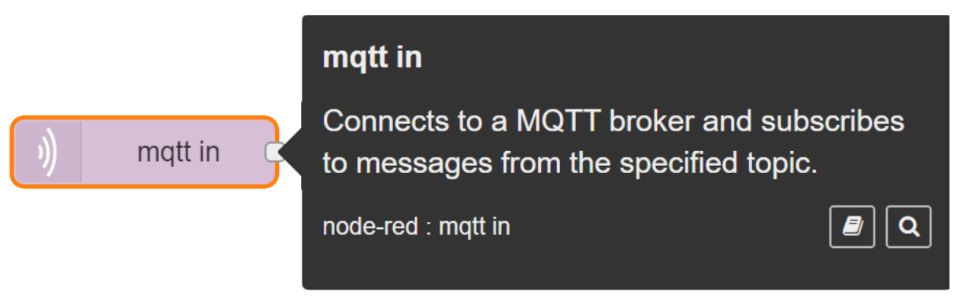 mqtt in
mqtt in
Connects to a MQTT broker and subscribes
to messages from the specified topic.
node-red : mqtt in